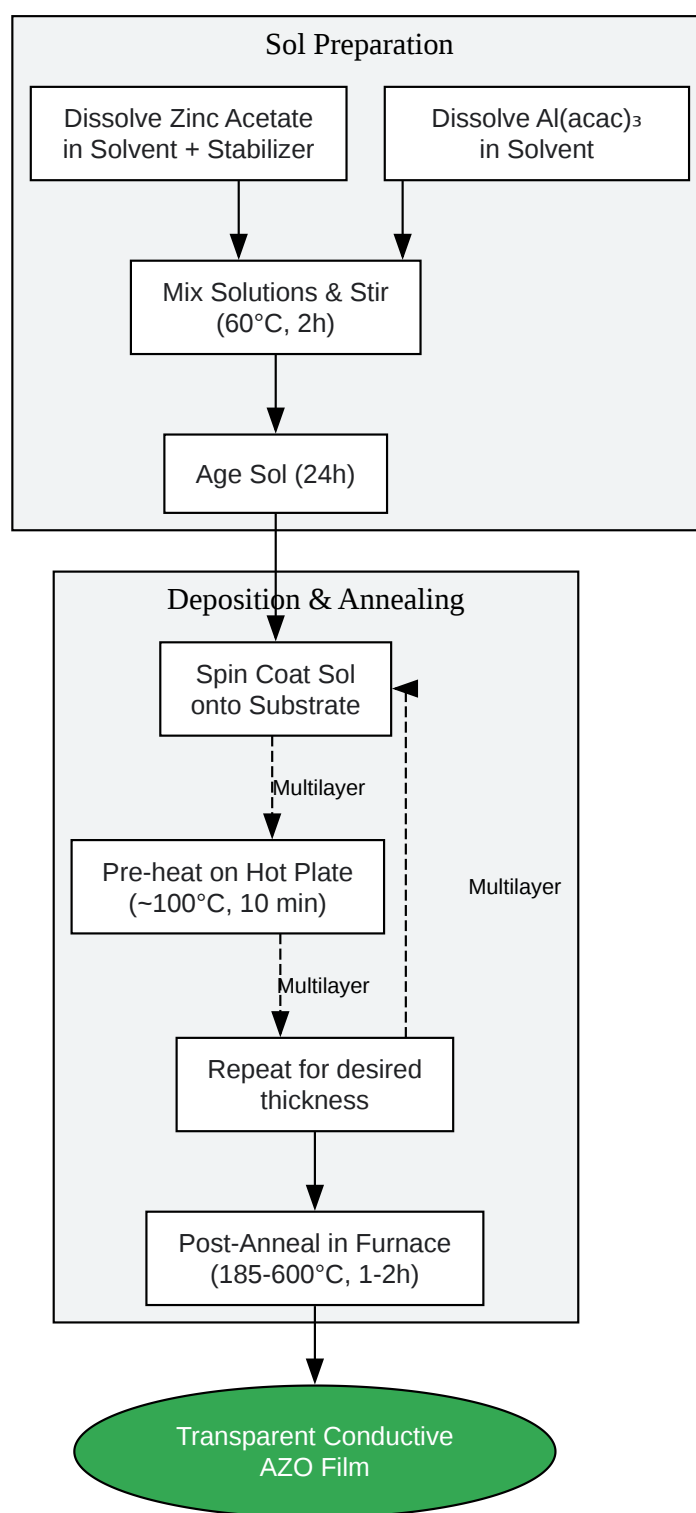 Sol Preparation
Dissolve Zinc Acetate
in Solvent + Stabilizer
Dissolve Al(acac)₃
in Solvent
Mix Solutions & Stir
(60°C, 2h)
Age Sol (24h)
Deposition & Annealing
Spin Coat Sol
onto Substrate
Multilayer
Pre-heat on Hot Plate
(~100°C, 10 min)
Multilayer
Multilayer
Repeat for desired
thickness
Post-Anneal in Furnace
(185-600°C, 1-2h)
Transparent Conductive
AZO Film